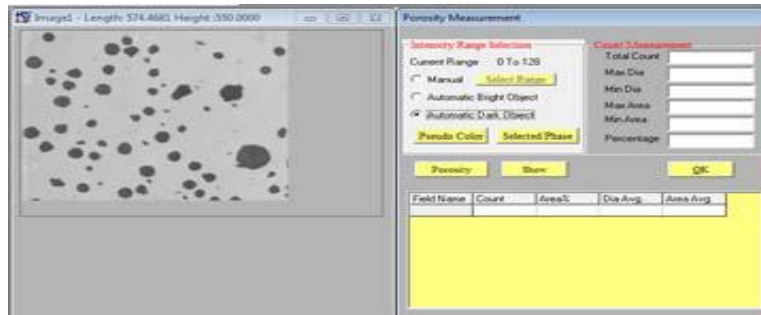 Image1 - Length: 574.4681 Height :550.0000
Porosity Measurement
Intensity Range Selection
Current Range 0 To 128
Manual Select Range
Automatic Bright Object
Automatic Dark Object
Pseudo Color Selected Phase
Count Measurement
Total Count
Max Dia
Min Dia
Max Area
Min Area
Percentage
Porosity Show OK
Field Name Count Area% Dia Avg Area Avg